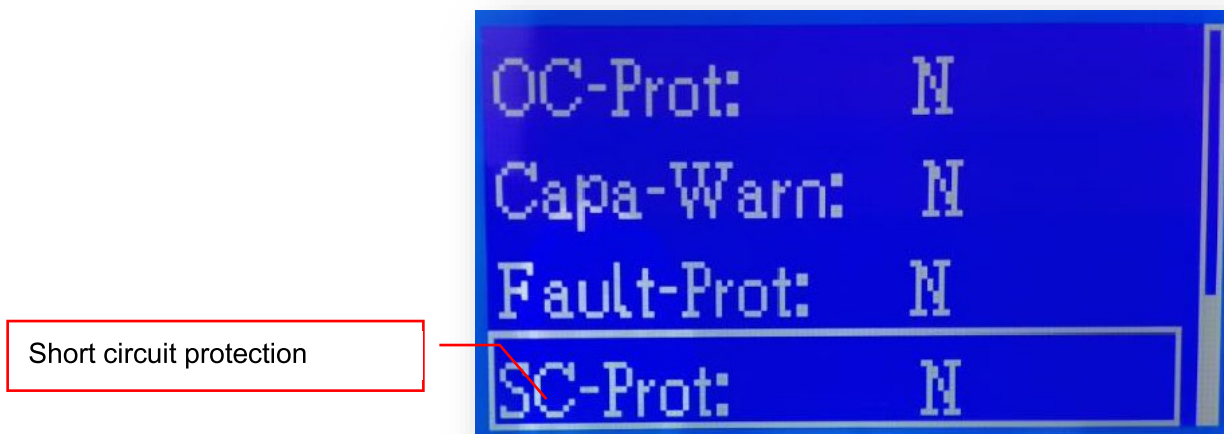 OC-Prot: N
Capa-Warn: N
Fault-Prot: N
Short circuit protection
SC-Prot: N